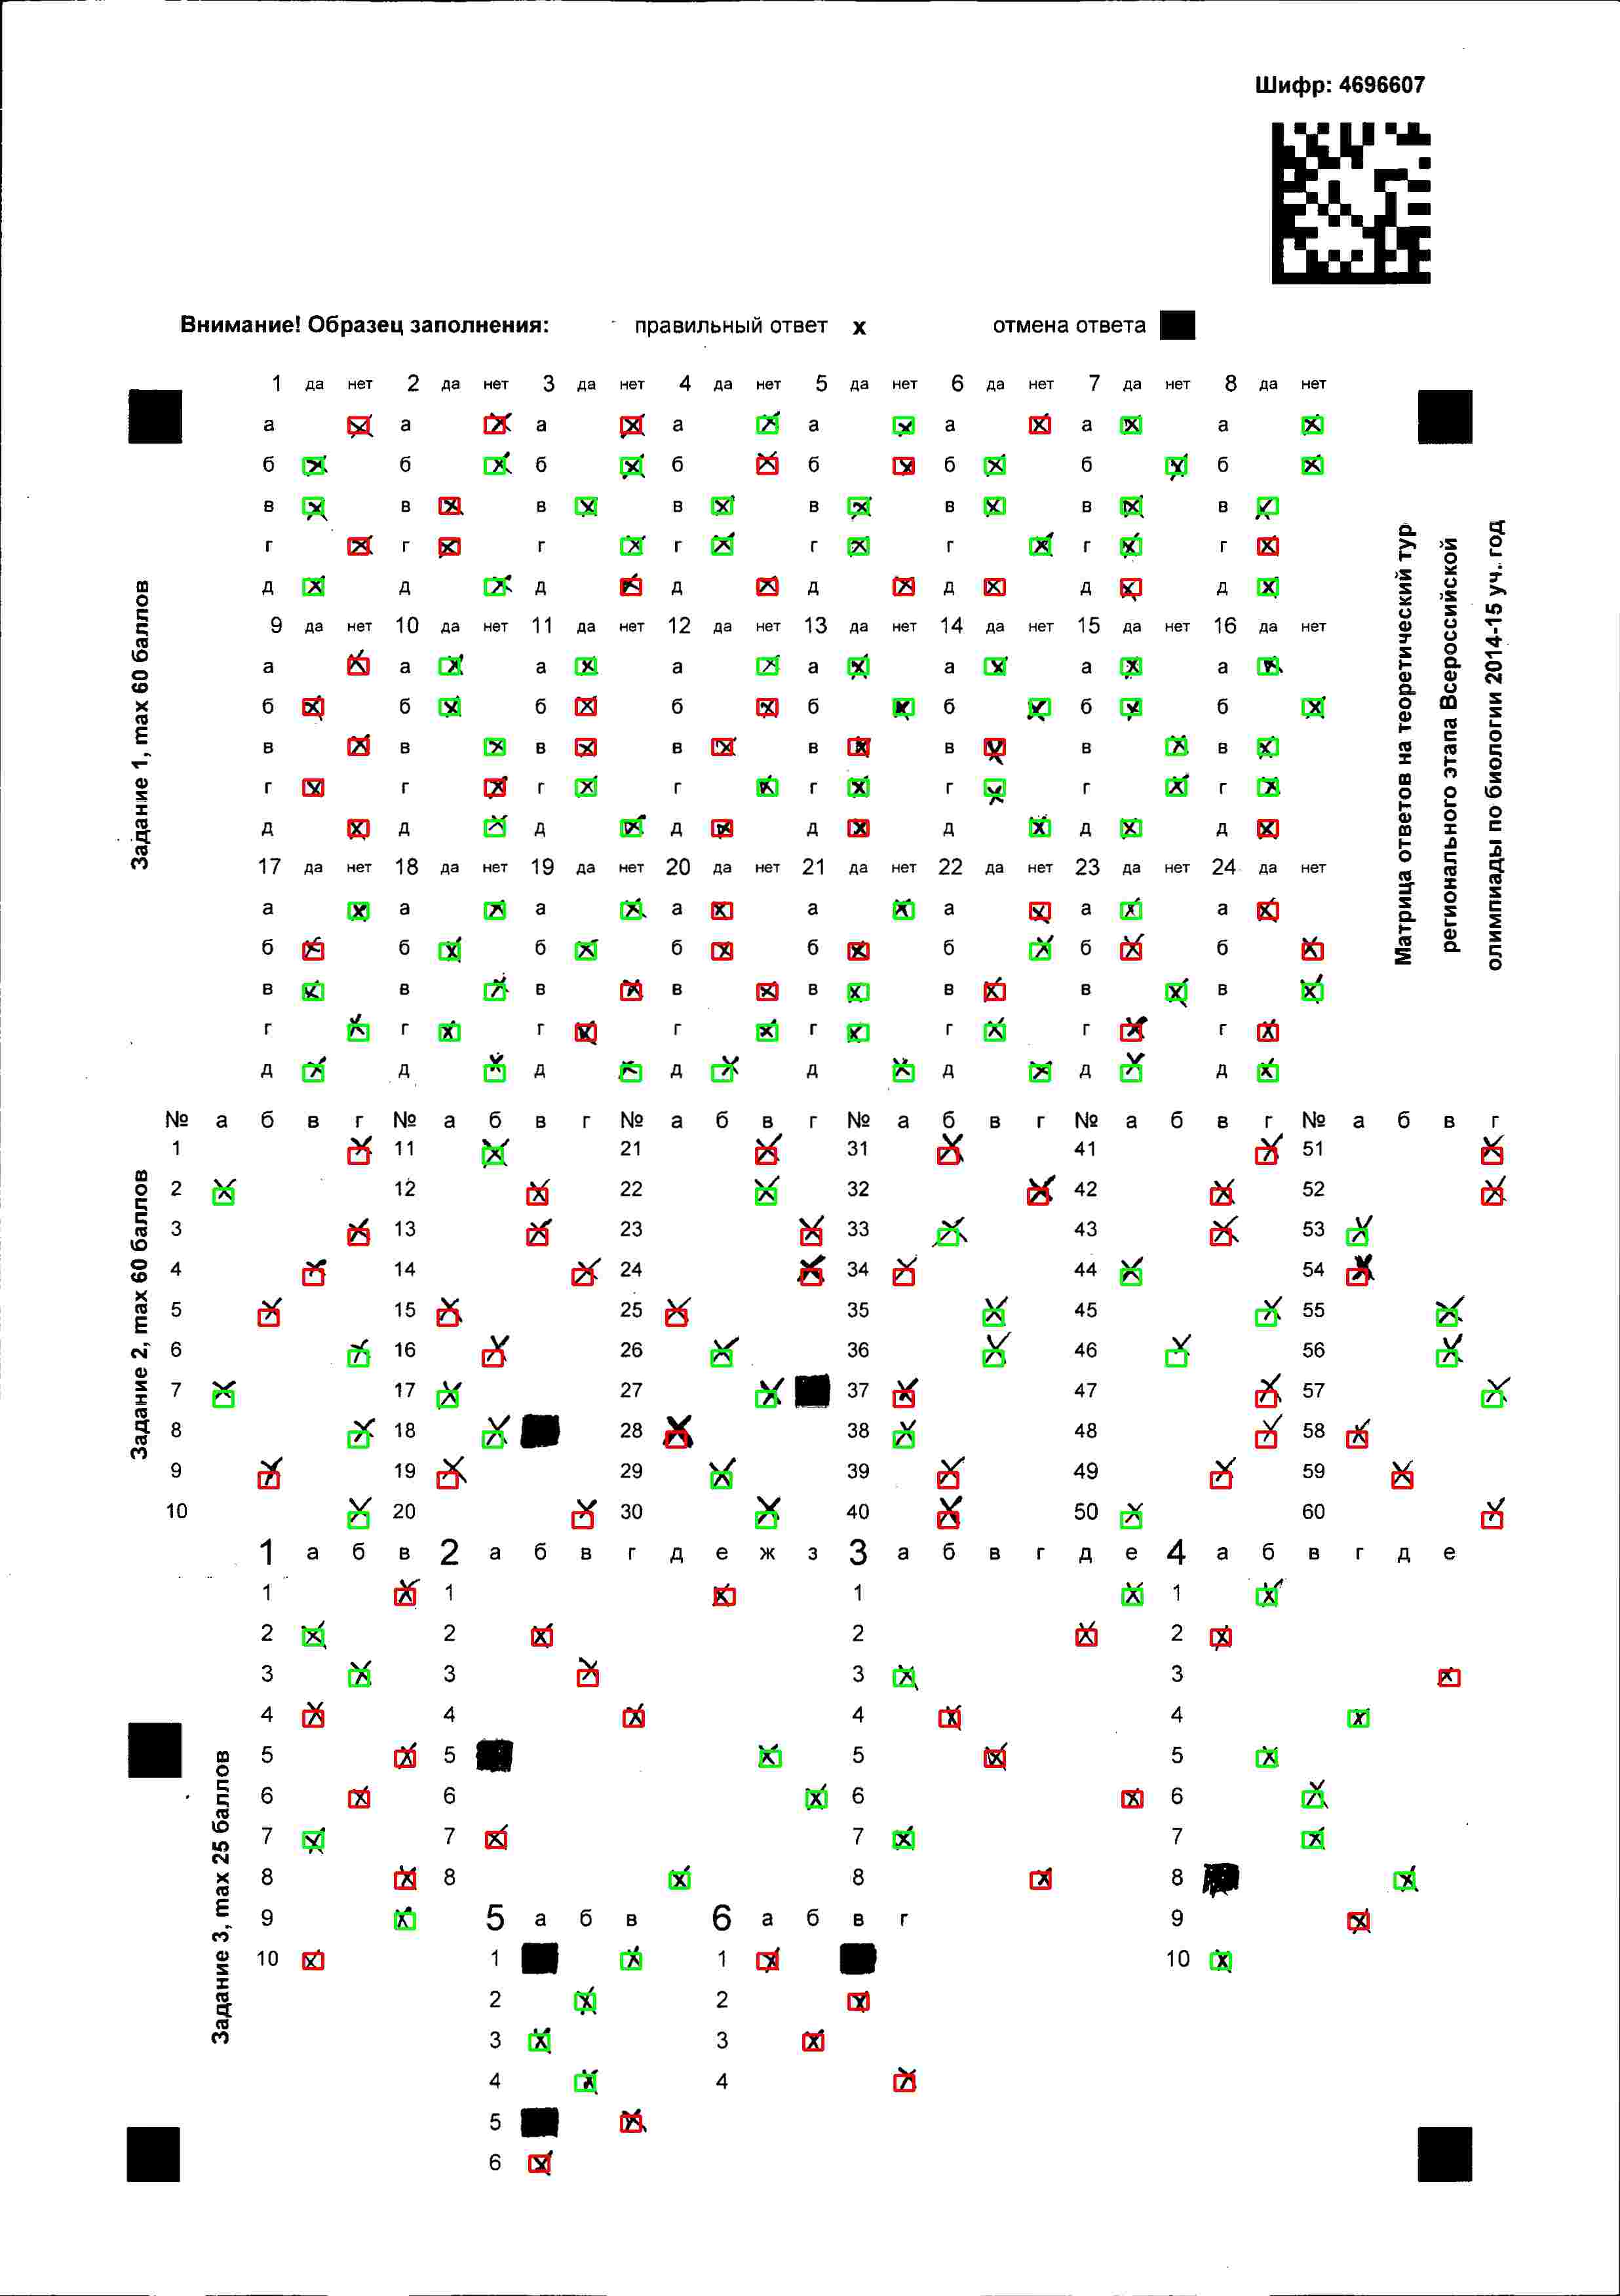 Шифр: 4696607
Внимание! Образец заполнения: правильный ответ x отмена ответа
1 да нет 2 да нет 3 да нет 4 да нет 5 да нет 6 да нет 7 да нет 8 да нет
а а а а а а а а
б б б б б б б б
в в в в в в в в
г г г г г г г г
д д д д д д д д
9 да нет 10 да нет 11 да нет 12 да нет 13 да нет 14 да нет 15 да нет 16 да нет
а а а а а а а а
б б б б б б б б
в в в в в в в в
г г г г г г г г
д д д д д д д д
17 да нет 18 да нет 19 да нет 20 да нет 21 да нет 22 да нет 23 да нет 24 да нет
а а а а а а а а
б б б б б б б б
в в в в в в в в
г г г г г г г г
д д д д д д д д
Задание 1, max 60 баллов
Матрица ответов на теоретический тур
регионального этапа Всероссийской
олимпиады по биологии 2014-15 уч. год
№ а б в г № а б в г № а б в г № а б в г № а б в г № а б в г
1 11 21 31 41 51
2 12 22 32 42 52
3 13 23 33 43 53
4 14 24 34 44 54
5 15 25 35 45 55
6 16 26 36 46 56
7 17 27 37 47 57
8 18 28 38 48 58
9 19 29 39 49 59
10 20 30 40 50 60
Задание 2, max 60 баллов
1 а б в 2 а б в г д е ж з 3 а б в г д е 4 а б в г д е
1 1 1 1
2 2 2 2
3 3 3 3
4 4 4 4
5 5 5 5
6 6 6 6
7 7 7 7
8 8 8 8
9 5 а б в 6 а б в г 9
10 1 1 10
2 2
3 3
4 4
5
6
Задание 3, max 25 баллов